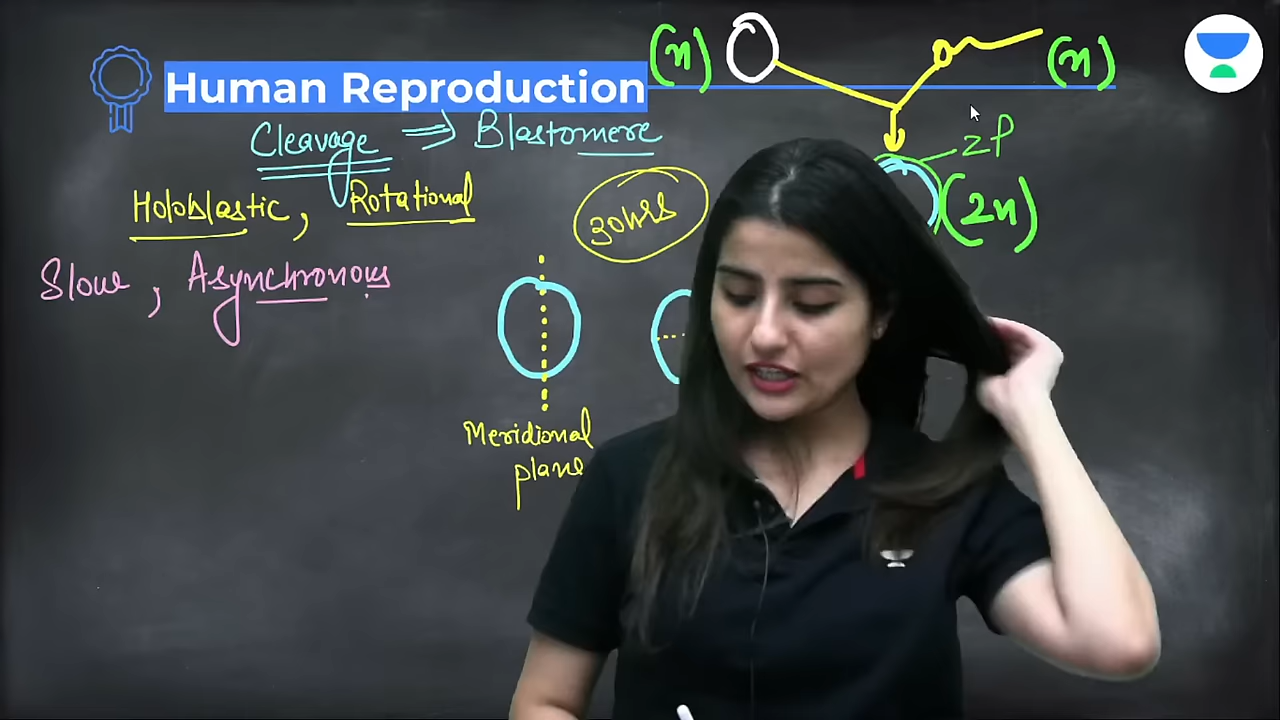 (n) (n)
Human Reproduction
Cleavage ⇒ Blastomere
ZP
Holoblastic, Rotational
30hrs
(2n)
Slow, Asynchronous
Meridional
plane